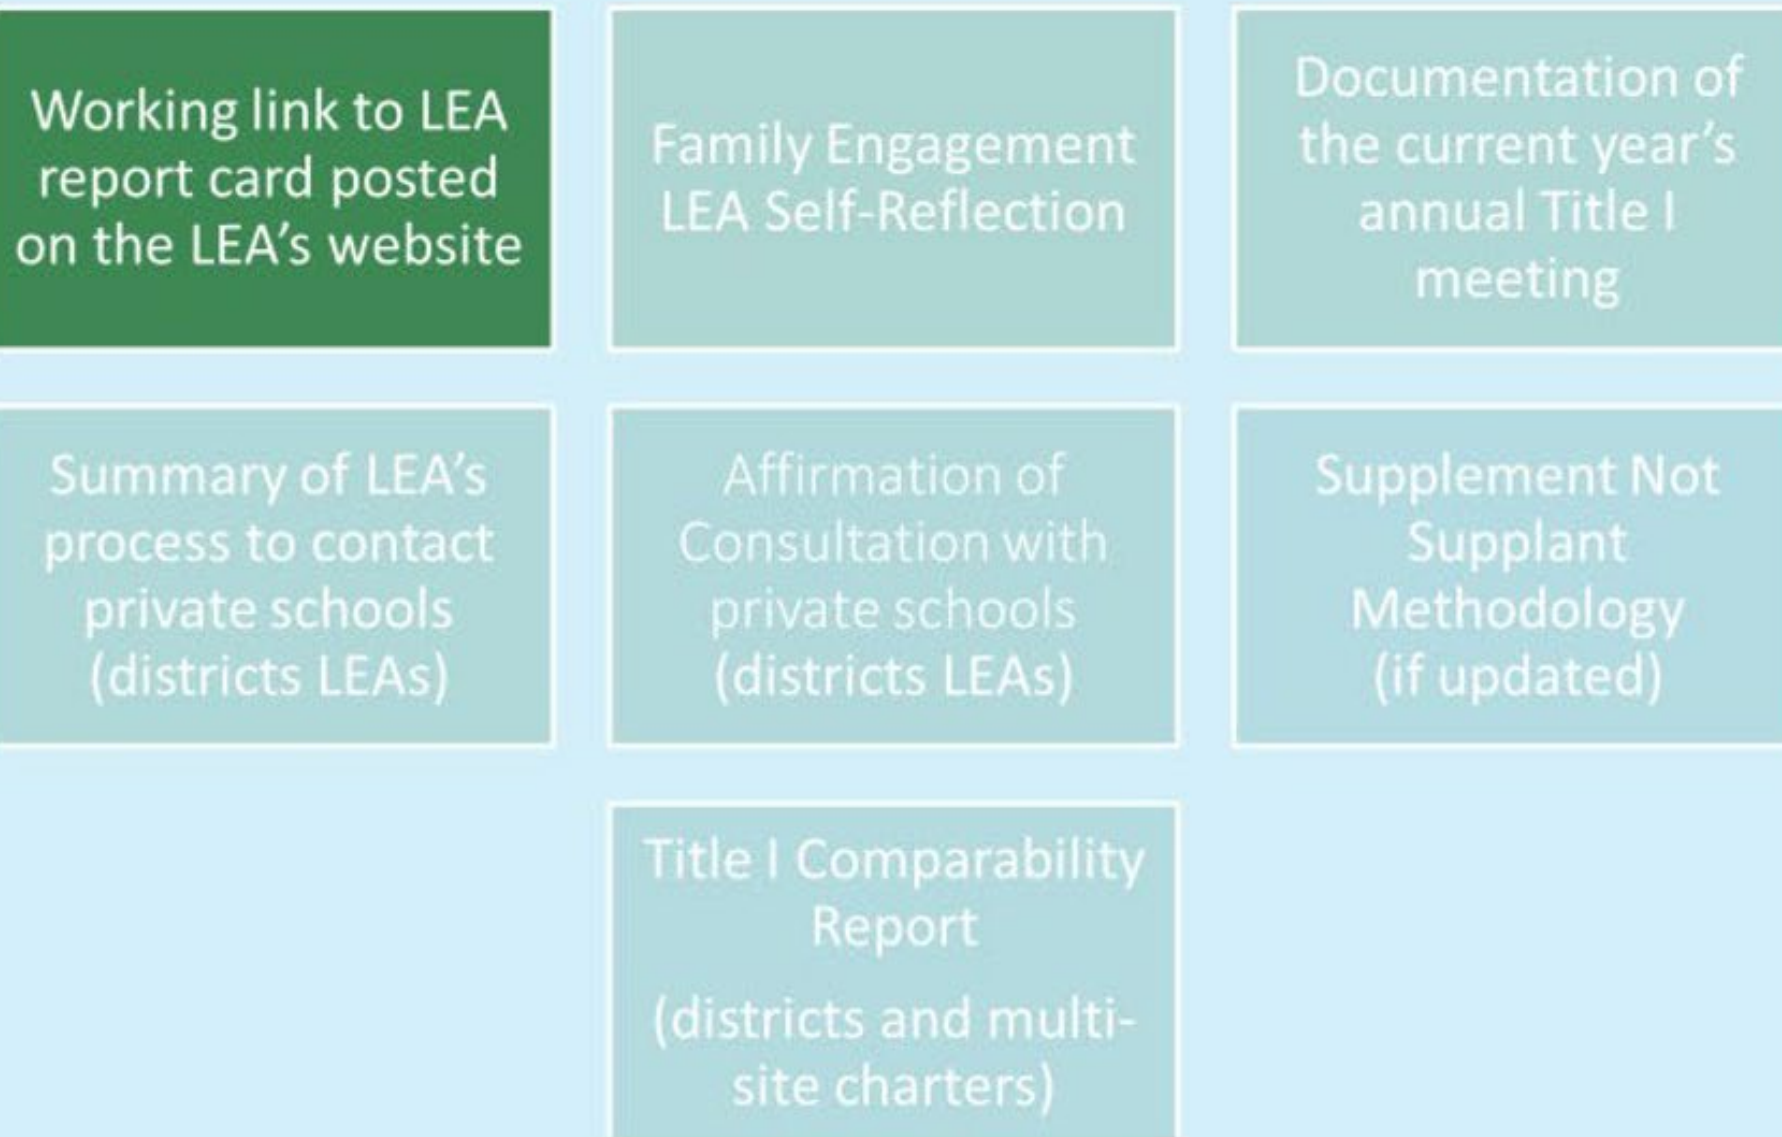 Working link to LEA
report card posted
on the LEA's website
Family Engagement
LEA Self-Reflection
Documentation of
the current year's
annual Title I
meeting
Summary of LEA's
process to contact
private schools
(districts LEAs)
Affirmation of
Consultation with
private schools
(districts LEAs)
Supplement Not
Supplant
Methodology
(if updated)
Title I Comparability
Report
(districts and multi-
site charters)